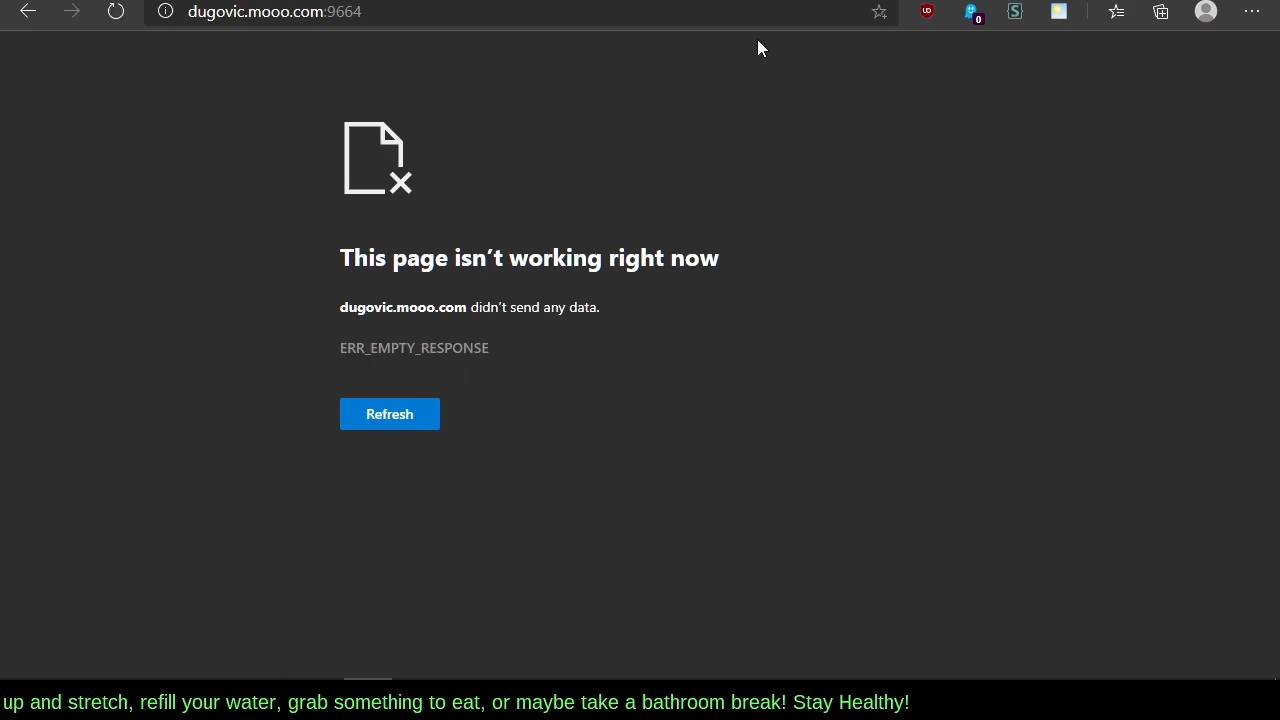 dugovic.mooo.com:9664
0
This page isn’t working right now
dugovic.mooo.com didn’t send any data.
ERR_EMPTY_RESPONSE
Refresh
up and stretch, refill your water, grab something to eat, or maybe take a bathroom break! Stay Healthy!